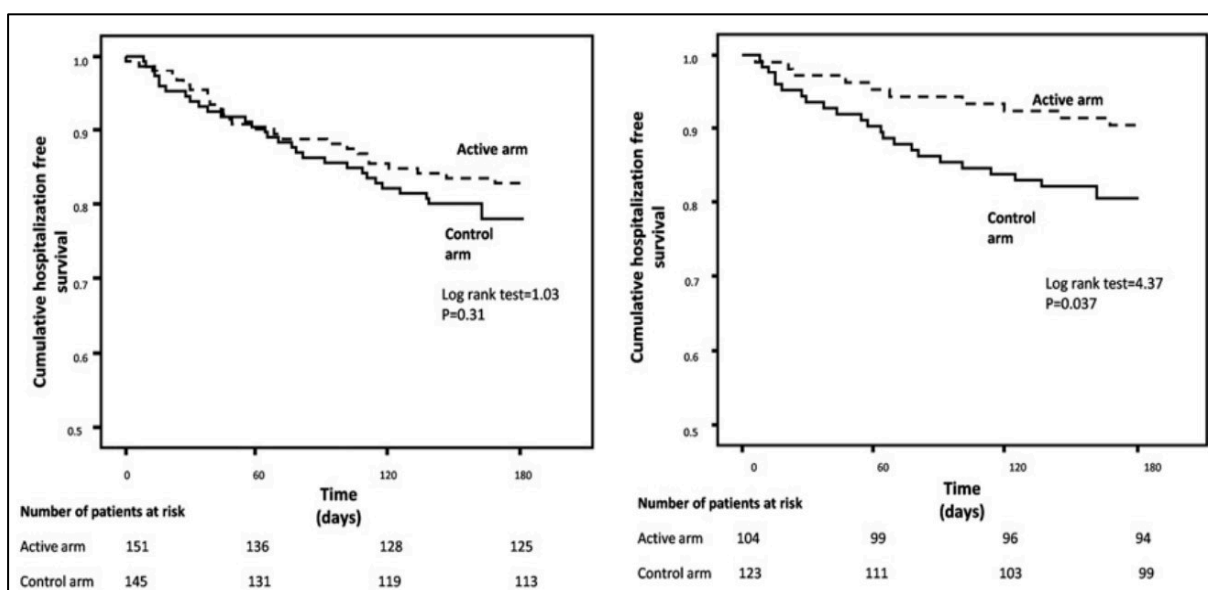 Cumulative hospitalization free
survival
1.0
0.9
0.8
0.7
0.6
0.5
Active arm
Control
arm
Log rank test=1.03
P=0.31
0 60 120 180
Time
(days)
Number of patients at risk
Active arm 151 136 128 125
Control arm 145 131 119 113
Cumulative hospitalization free
survival
1.0
0.9
0.8
0.7
0.6
0.5
Active arm
Control
arm
Log rank test=4.37
P=0.037
0 60 120 180
Time
(days)
Number of patients at risk
Active arm 104 99 96 94
Control arm 123 111 103 99